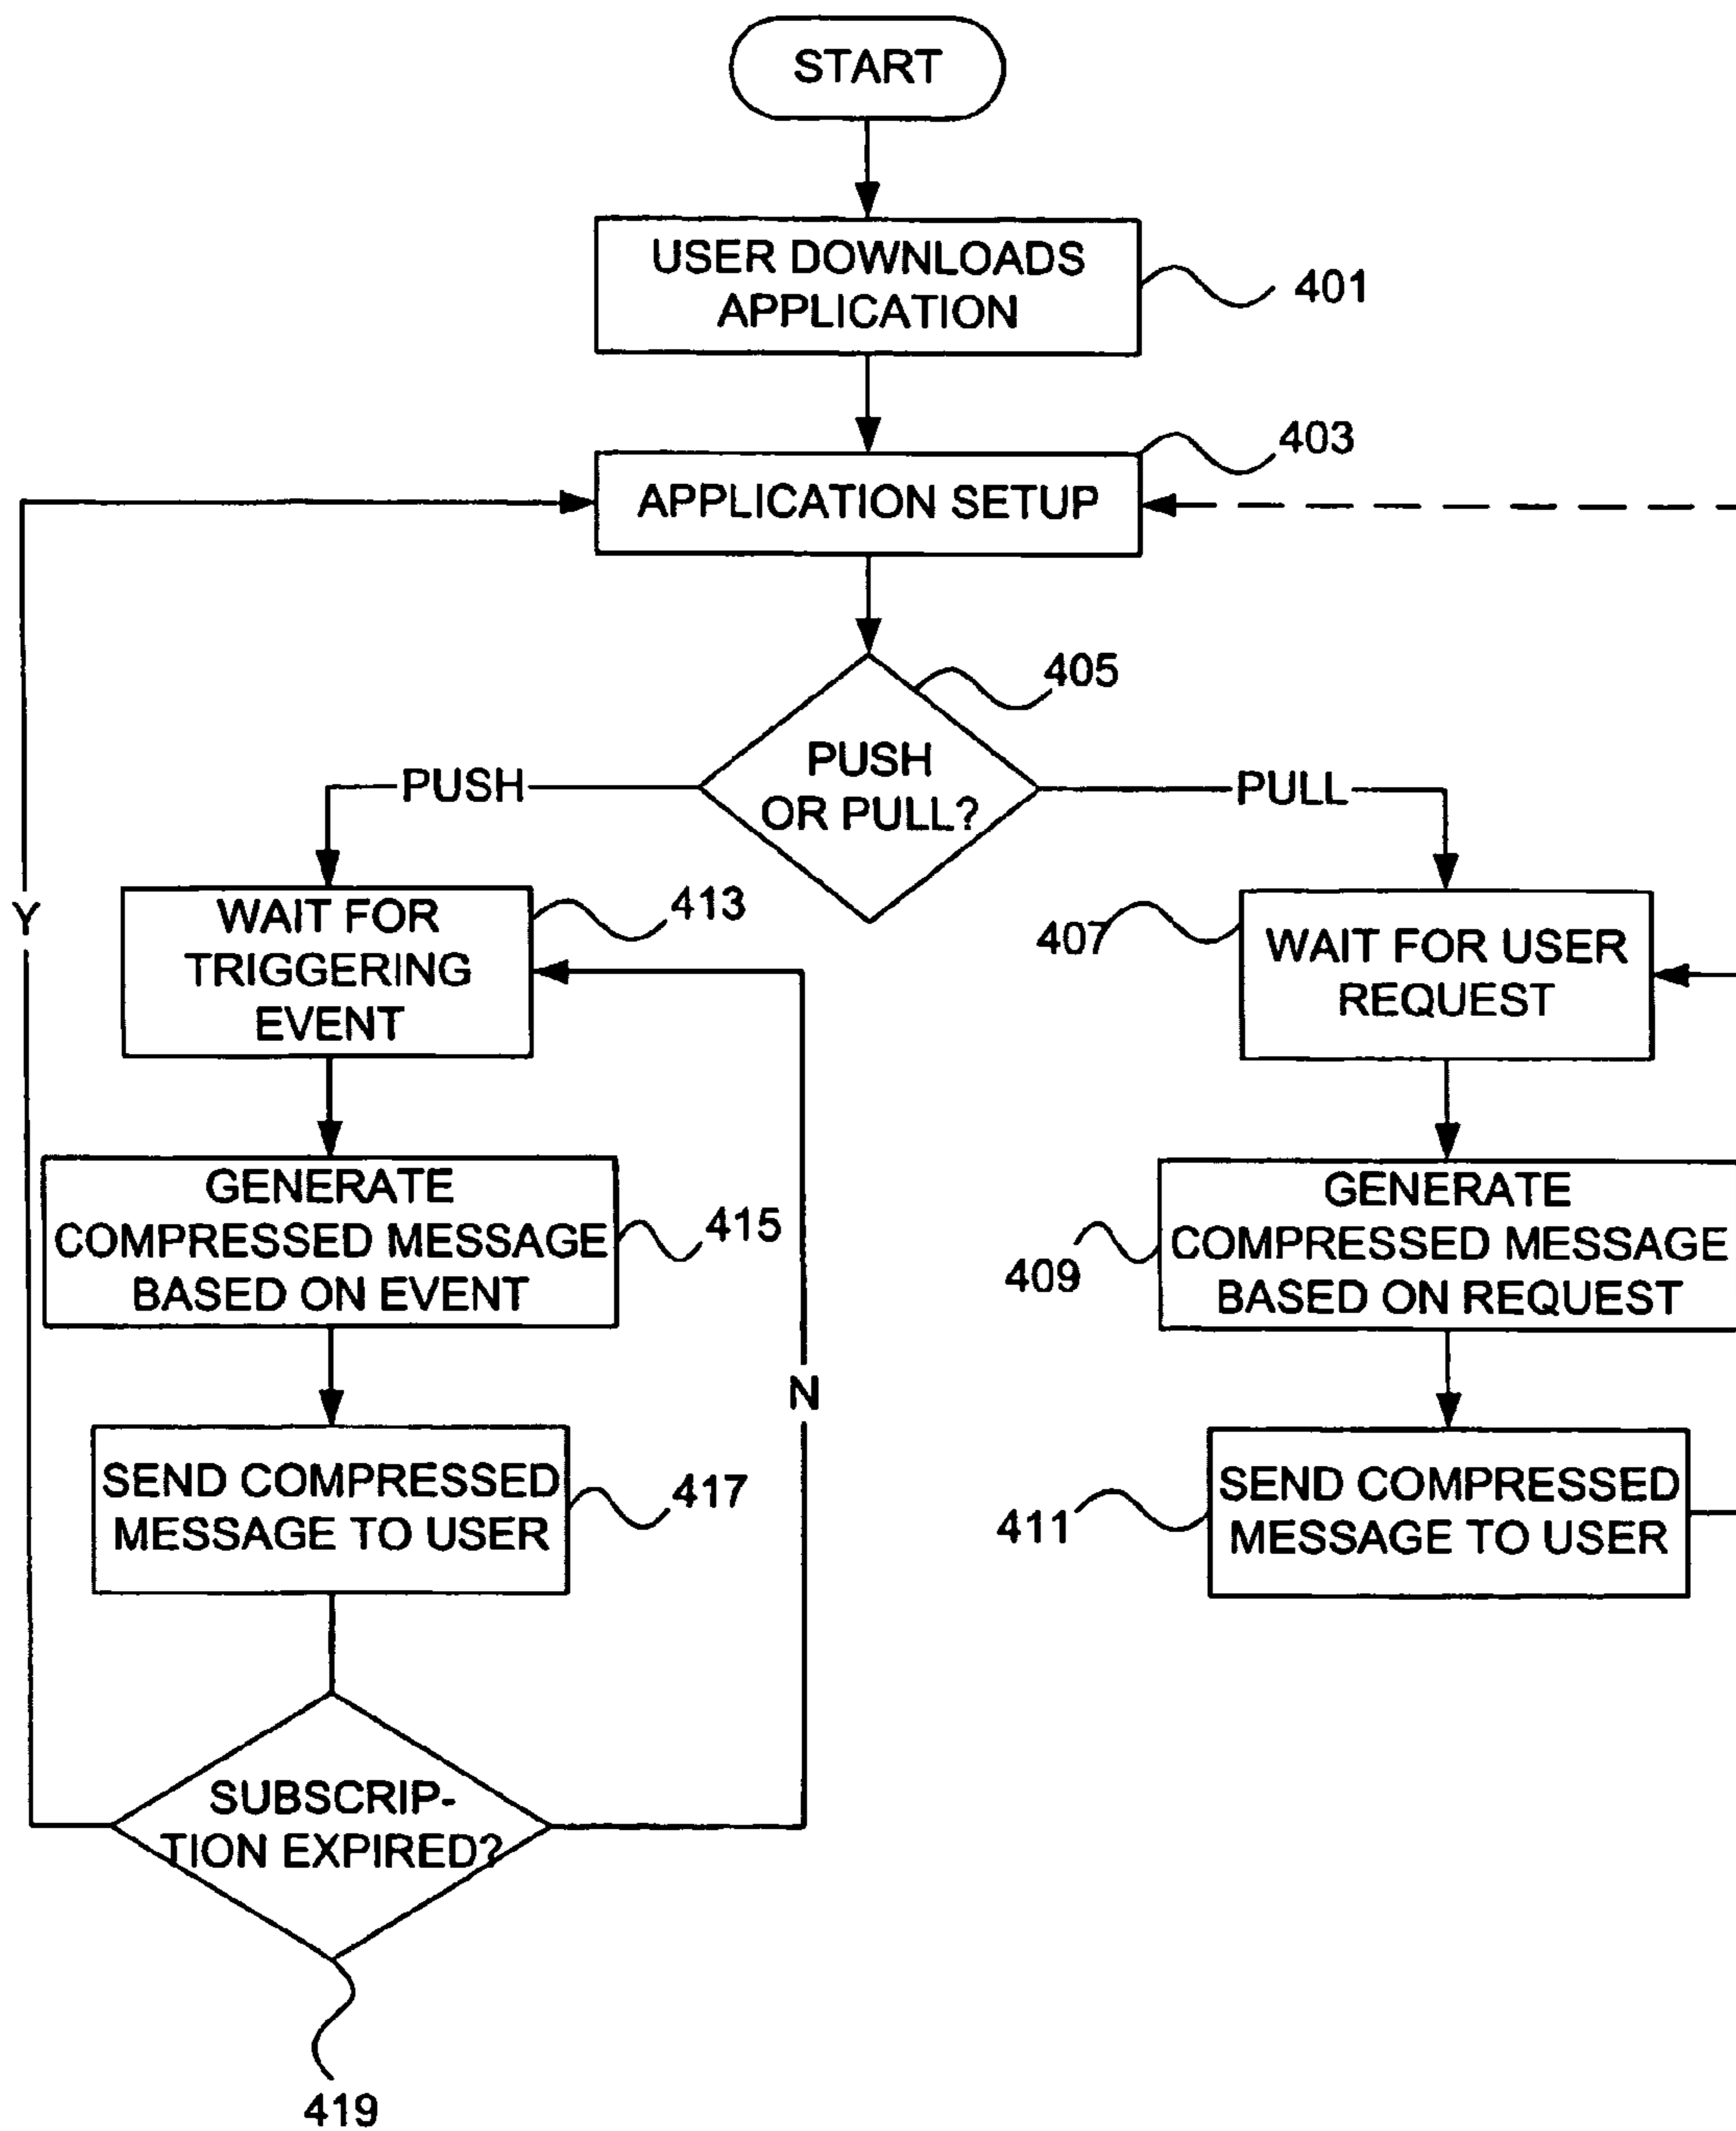 START
USER DOWNLOADS
APPLICATION
401
403
APPLICATION SETUP
405
PUSH
OR PULL?
PUSH
PULL
Y
WAIT FOR
TRIGGERING
EVENT
413
407
WAIT FOR USER
REQUEST
GENERATE
COMPRESSED MESSAGE
BASED ON EVENT
415
409
GENERATE
COMPRESSED MESSAGE
BASED ON REQUEST
N
SEND COMPRESSED
MESSAGE TO USER
417
411
SEND COMPRESSED
MESSAGE TO USER
SUBSCRIP-
TION EXPIRED?
419